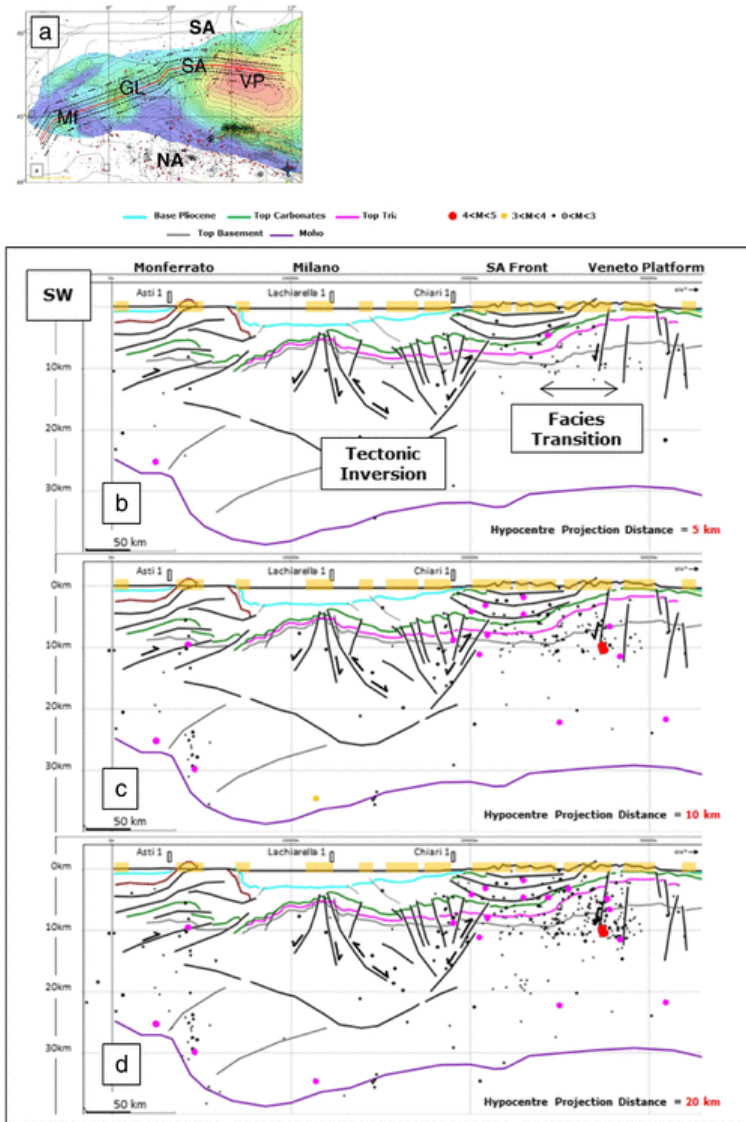 a
SA
SA
GL
VP
Mf
NA
Base Pliocene Top Carbonates Top Tri 4<M<5 3<M<4 0<M<3
Top Basement Moho
Monferrato Milano SA Front Veneto Platform
SW
Asti 1 Lachiarella 1 Chiari 1
10km
20km
30km
Tectonic
Inversion
Facies
Transition
b
50 km
Hypocentre Projection Distance = 5 km
Asti 1 Lachiarella 1 Chiari 1
0km
10km
20km
30km
c
50 km
Hypocentre Projection Distance = 10 km
Asti 1 Lachiarella 1 Chiari 1
0km
10km
20km
30km
d
50 km
Hypocentre Projection Distance = 20 km